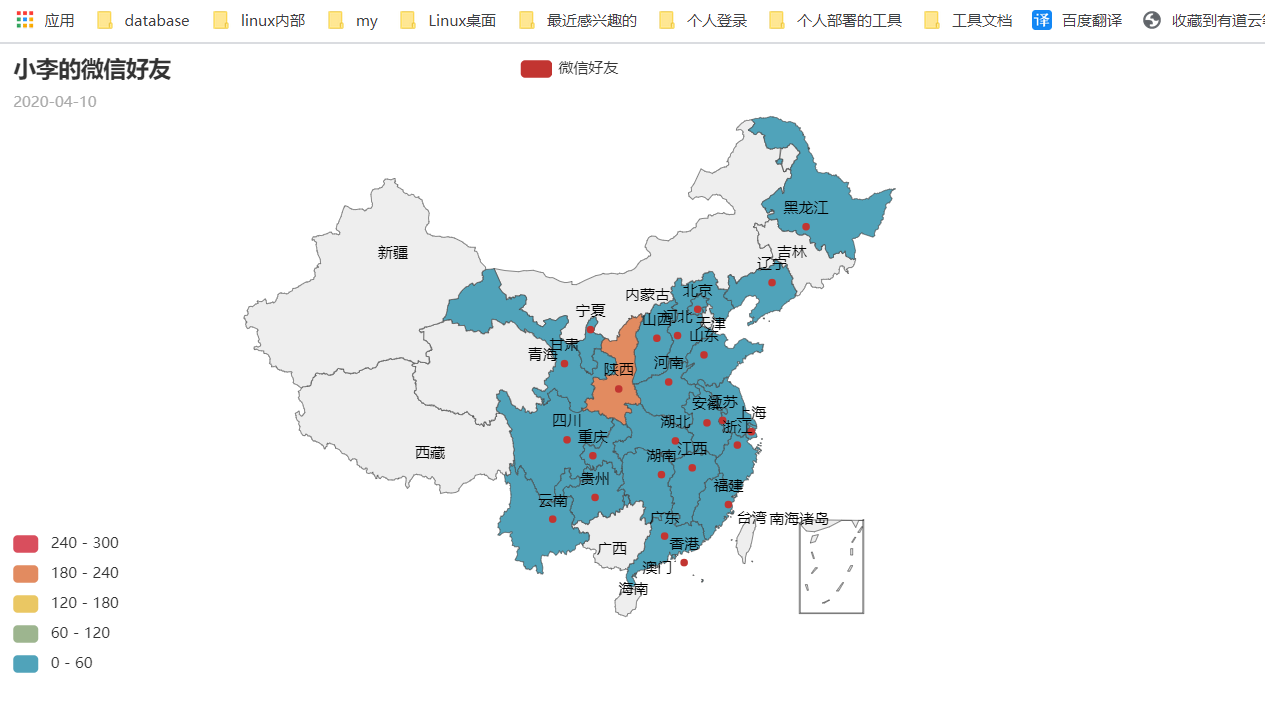 应用 database linux内部 my Linux桌面 最近感兴趣的 个人登录 个人部署的工具 工具文档 译 百度翻译 收藏到有道云
小李的微信好友
2020-04-10
微信好友
黑龙江
吉林
新疆
辽宁
北京
内蒙古
宁夏
山西
河北
天津
山东
甘肃
青海
河南
陕西
安徽
江苏
上海
四川
湖北
浙江
重庆
西藏
湖南
江西
贵州
福建
云南
广东
台湾
南海诸岛
香港
广西
澳门
海南
240 - 300
180 - 240
120 - 180
60 - 120
0 - 60